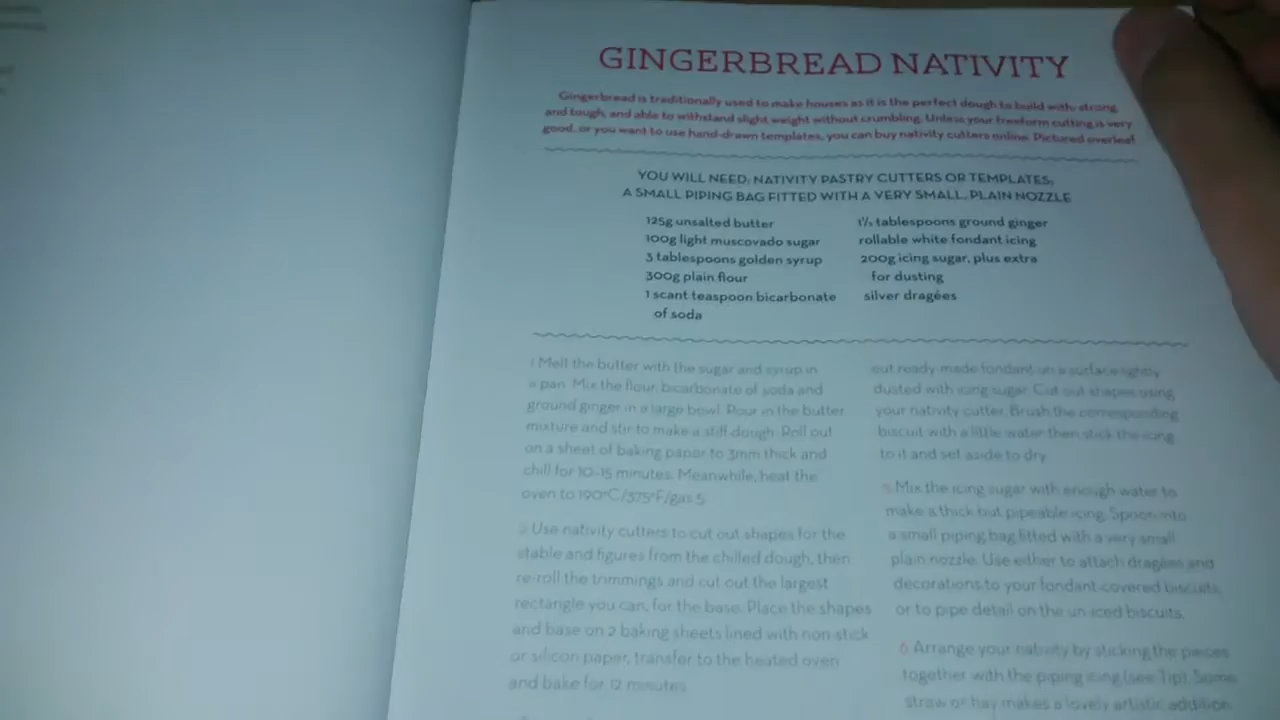 GINGERBREAD NATIVITY
Gingerbread is traditionally used to make houses as it is the perfect dough to build with: strong
and tough, and able to withstand slight weight without crumbling. Unless your freeform cutting is very
good, or you want to use hand-drawn templates, you can buy nativity cutters online. Pictured overleaf
YOU WILL NEED: NATIVITY PASTRY CUTTERS OR TEMPLATES;
A SMALL PIPING BAG FITTED WITH A VERY SMALL, PLAIN NOZZLE
125g unsalted butter
100g light muscovado sugar
3 tablespoons golden syrup
300g plain flour
1 scant teaspoon bicarbonate
of soda
tablespoons ground ginger
rollable white fondant icing
200g icing sugar, plus extra
for dusting
silver dragées
1 Melt the butter with the sugar and syrup in
a pan. Mix the flour, bicarbonate of soda and
ground ginger in a large bowl. Pour in the butter
mixture and stir to make a stiff dough. Roll out
on a sheet of baking paper to 3mm thick and
chill for 10-15 minutes. Meanwhile, heat the
oven to 190°C/375°F/gas 5.
2 Use nativity cutters to cut out shapes for the
stable and figures from the chilled dough, then
re-roll the trimmings and cut out the largest
rectangle you can, for the base. Place the shapes
and base on 2 baking sheets lined with non-stick
or silicon paper, transfer to the heated oven
and bake for 12 minutes.
out ready-made fondant on a surface lightly
dusted with icing sugar. Cut out shapes using
your nativity cutter. Brush the corresponding
biscuit with a little water then stick the icing
to it and set aside to dry.
5 Mix the icing sugar with enough water to
make a thick but pipeable icing. Spoon into
a small piping bag fitted with a very small
plain nozzle. Use either to attach dragées and
decorations to your fondant-covered biscuits,
or to pipe detail on the un-iced biscuits.
6 Arrange your nativity by sticking the pieces
together with the piping icing (see Tip). Some
straw or hay makes a lovely artistic addition